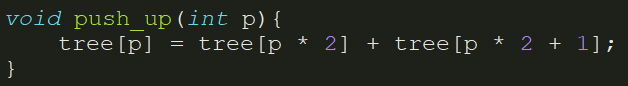 void push_up(int p){
    tree[p] = tree[p * 2] + tree[p * 2 + 1];
}